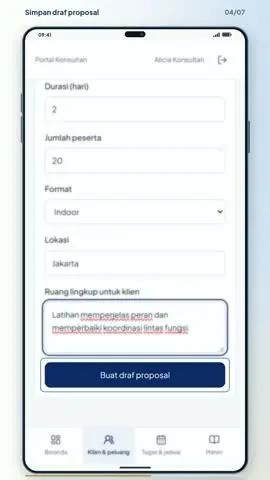 Simpan draf proposal
04/07
09:41
Portal Konsultan
Alicia Konsultan
Durasi (hari)
2
Jumlah peserta
20
Format
Indoor
Lokasi
Jakarta
Ruang lingkup untuk klien
Latihan memperjelas peran dan
memperbaiki koordinasi lintas fungsi.
Buat draf proposal
Beranda
Klien & peluang
Tugas & jadwal
Materi